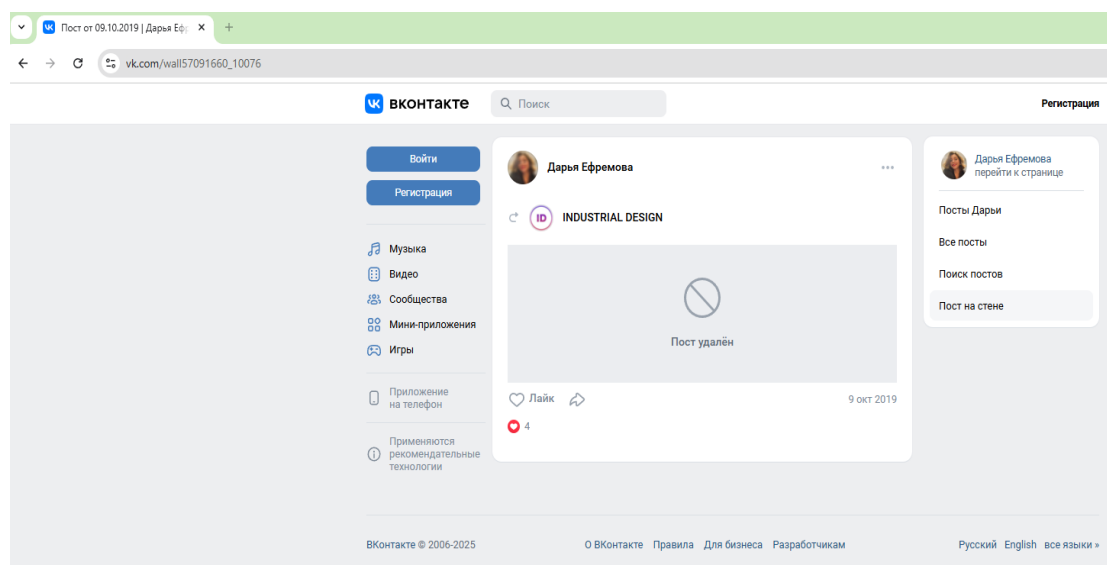 Пост от 09.10.2019 | Дарья Еф
vk.com/wall57091660_10076
вконтакте
Поиск
Регистрация
Войти
Регистрация
Музыка
Видео
Сообщества
Мини-приложения
Игры
Приложение
на телефон
Применяются
рекомендательные
технологии
Дарья Ефремова
ID INDUSTRIAL DESIGN
Пост удалён
Лайк
9 окт 2019
4
Дарья Ефремова
перейти к странице
Посты Дарьи
Все посты
Поиск постов
Пост на стене
ВКонтакте © 2006-2025
О ВКонтакте Правила Для бизнеса Разработчикам
Русский English все языки »